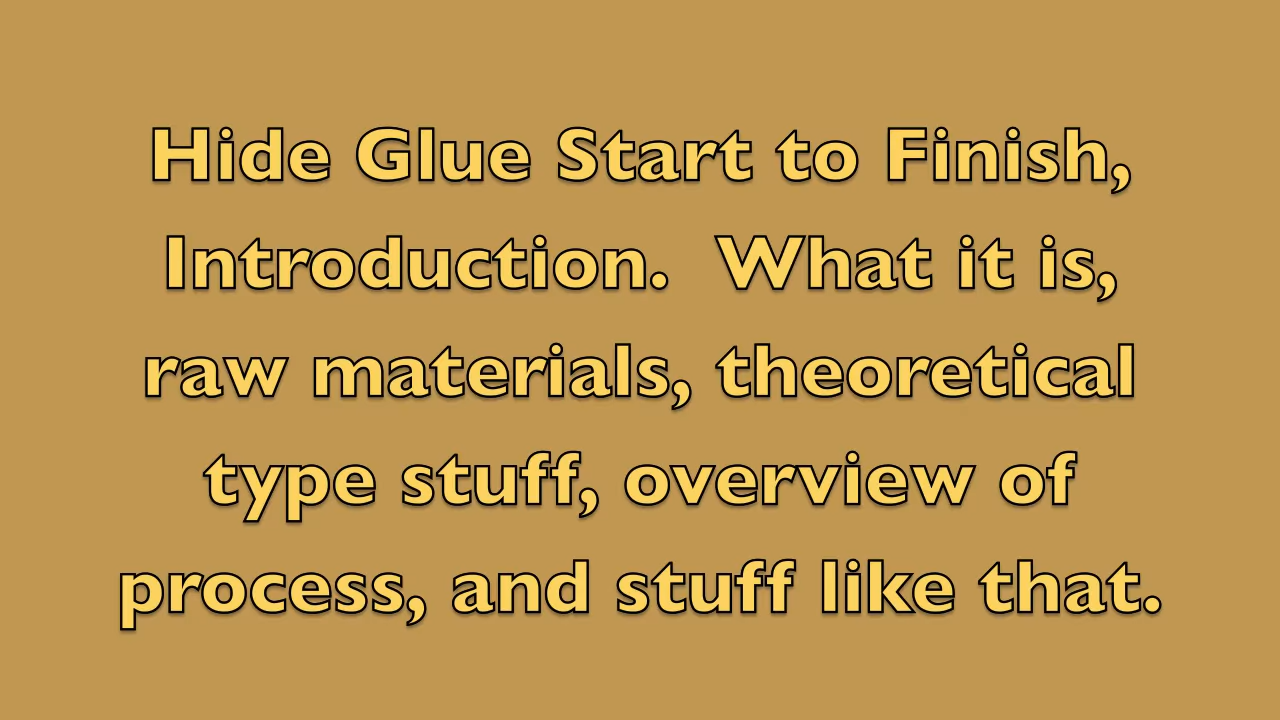 Hide Glue Start to Finish,
Introduction.  What it is,
raw materials, theoretical
type stuff, overview of
process, and stuff like that.